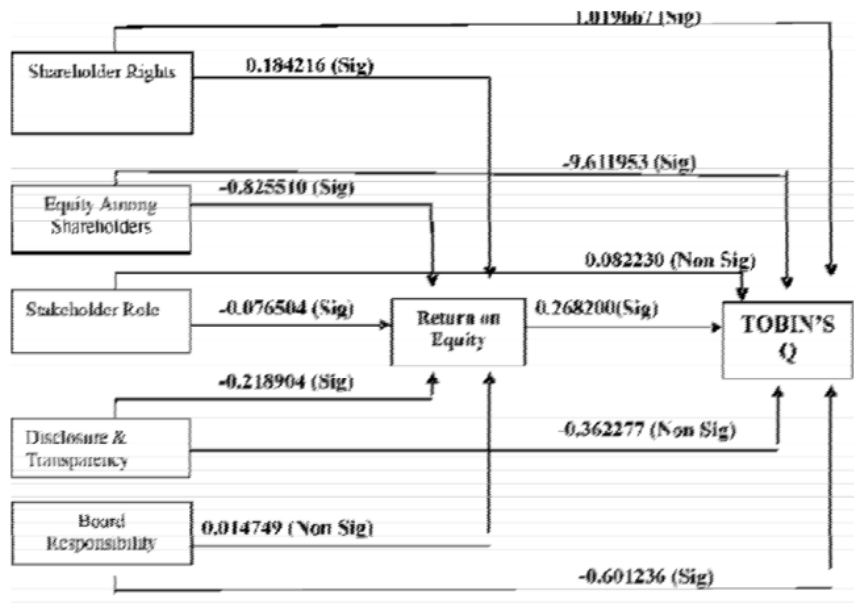 1.019667 (Sig)
Shareholder Rights
0.184216 (Sig)
-9.611953 (Sig)
-0.825510 (Sig)
Equity Among
Shareholders
0.082230 (Non Sig)
Stakeholder Role
-0.076504 (Sig)
Return on
Equity
0.268200(Sig)
TOBIN'S
Q
-0.218904 (Sig)
Disclosure &
Transparency
-0.362277 (Non Sig)
Board
Responsibility
0.014749 (Non Sig)
-0.601236 (Sig)